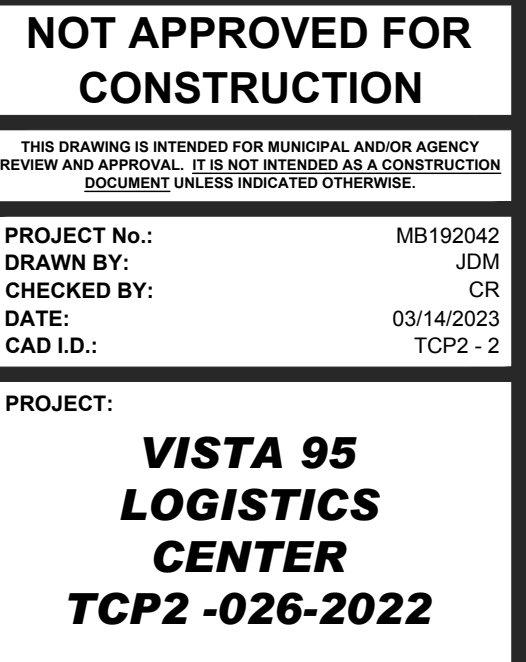 NOT APPROVED FOR
CONSTRUCTION
THIS DRAWING IS INTENDED FOR MUNICIPAL AND/OR AGENCY
REVIEW AND APPROVAL. IT IS NOT INTENDED AS A CONSTRUCTION
DOCUMENT UNLESS INDICATED OTHERWISE.
PROJECT No.: MB192042
DRAWN BY: JDM
CHECKED BY: CR
DATE: 03/14/2023
CAD I.D.: TCP2 - 2
PROJECT:
VISTA 95
LOGISTICS
CENTER
TCP2 -026-2022